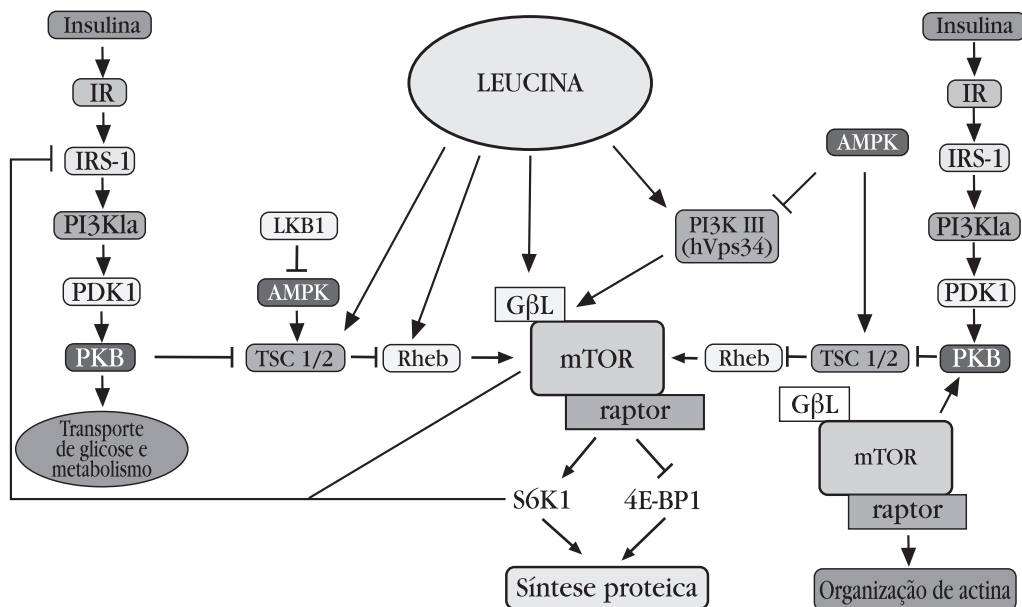 Insulina
IR
IRS-1
PI3Kla
PDK1
PKB
Transporte
de glicose e
metabolismo
LKB1
AMPK
TSC 1/2
Rheb
LEUCINA
PI3K III
(hVps34)
GβL
mTOR
raptor
S6K1
4E-BP1
Síntese proteica
AMPK
Insulina
IR
IRS-1
PI3Kla
PDK1
PKB
TSC 1/2
Rheb
GβL
mTOR
raptor
Organização de actina